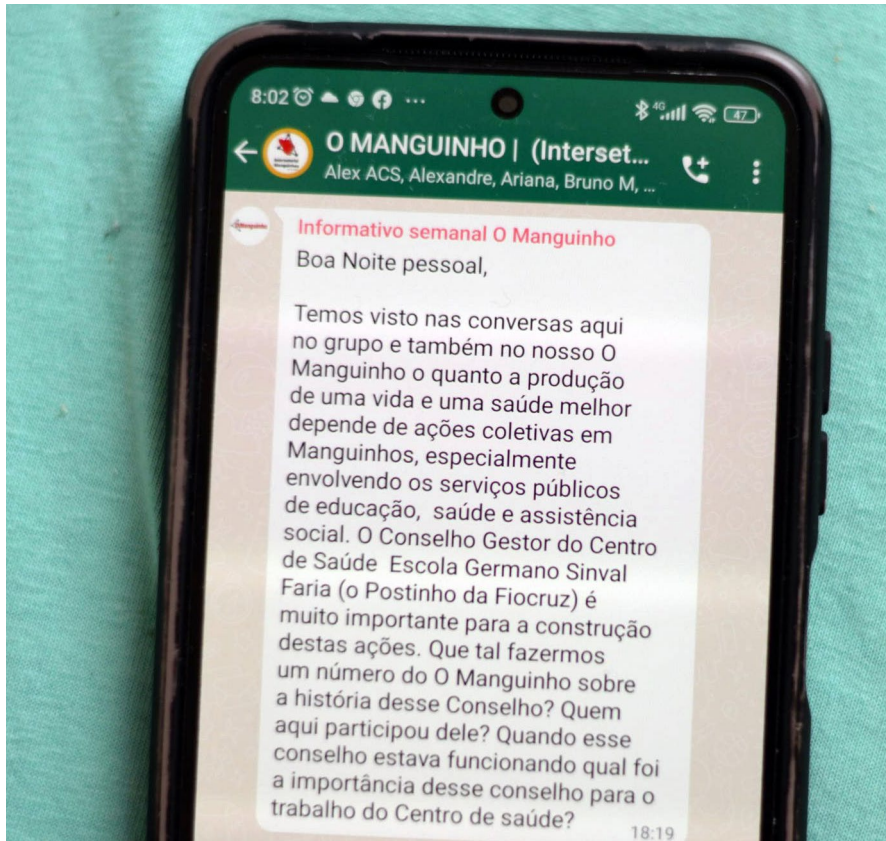 8:02
4G 47
O MANGUINHO | (Interset...
Alex ACS, Alexandre, Ariana, Bruno M, ...
Informativo semanal O Manguinho
Boa Noite pessoal,
Temos visto nas conversas aqui
no grupo e também no nosso O
Manguinho o quanto a produção
de uma vida e uma saúde melhor
depende de ações coletivas em
Manguinhos, especialmente
envolvendo os serviços públicos
de educação,  saúde e assistência
social. O Conselho Gestor do Centro
de Saúde  Escola Germano Sinval
Faria (o Postinho da Fiocruz) é
muito importante para a construção
destas ações. Que tal fazermos
um número do O Manguinho sobre
a história desse Conselho? Quem
aqui participou dele? Quando esse
conselho estava funcionando qual foi
a importância desse conselho para o
trabalho do Centro de saúde?
18:19